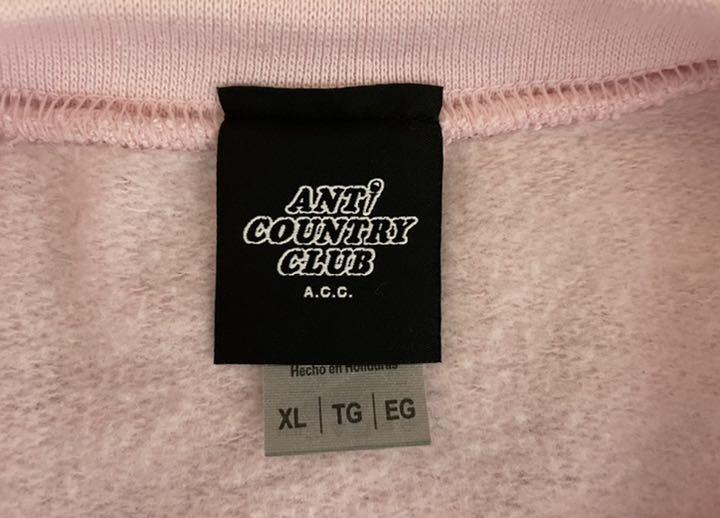 ANTi
COUNTRY
CLUB
A.C.C.
Hecho en Honduras
XL | TG | EG